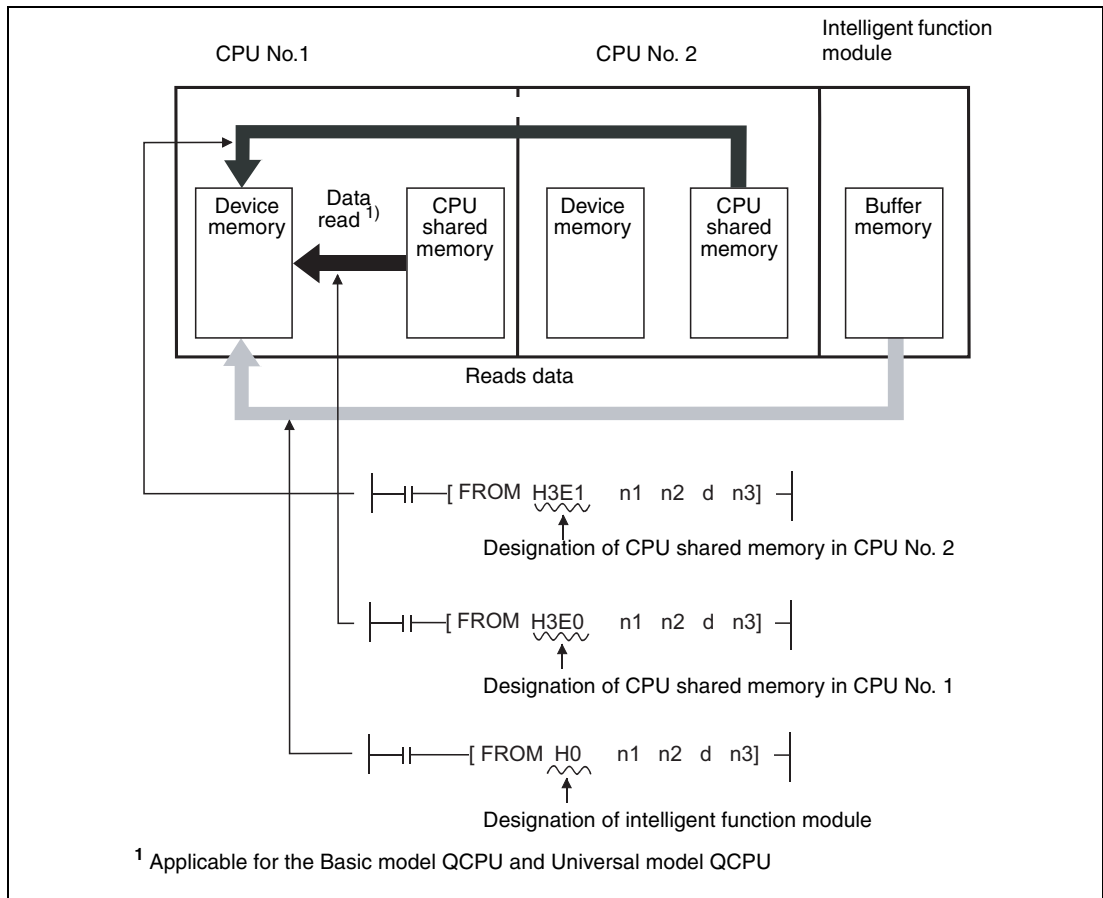 CPU No.1
CPU No. 2
Intelligent function
module
Device
memory
Data
read 1)
CPU
shared
memory
Device
memory
CPU
shared
memory
Buffer
memory
Reads data
[ FROM H3E1 n1 n2 d n3]
Designation of CPU shared memory in CPU No. 2
[ FROM H3E0 n1 n2 d n3]
Designation of CPU shared memory in CPU No. 1
[ FROM H0 n1 n2 d n3]
Designation of intelligent function module
1 Applicable for the Basic model QCPU and Universal model QCPU